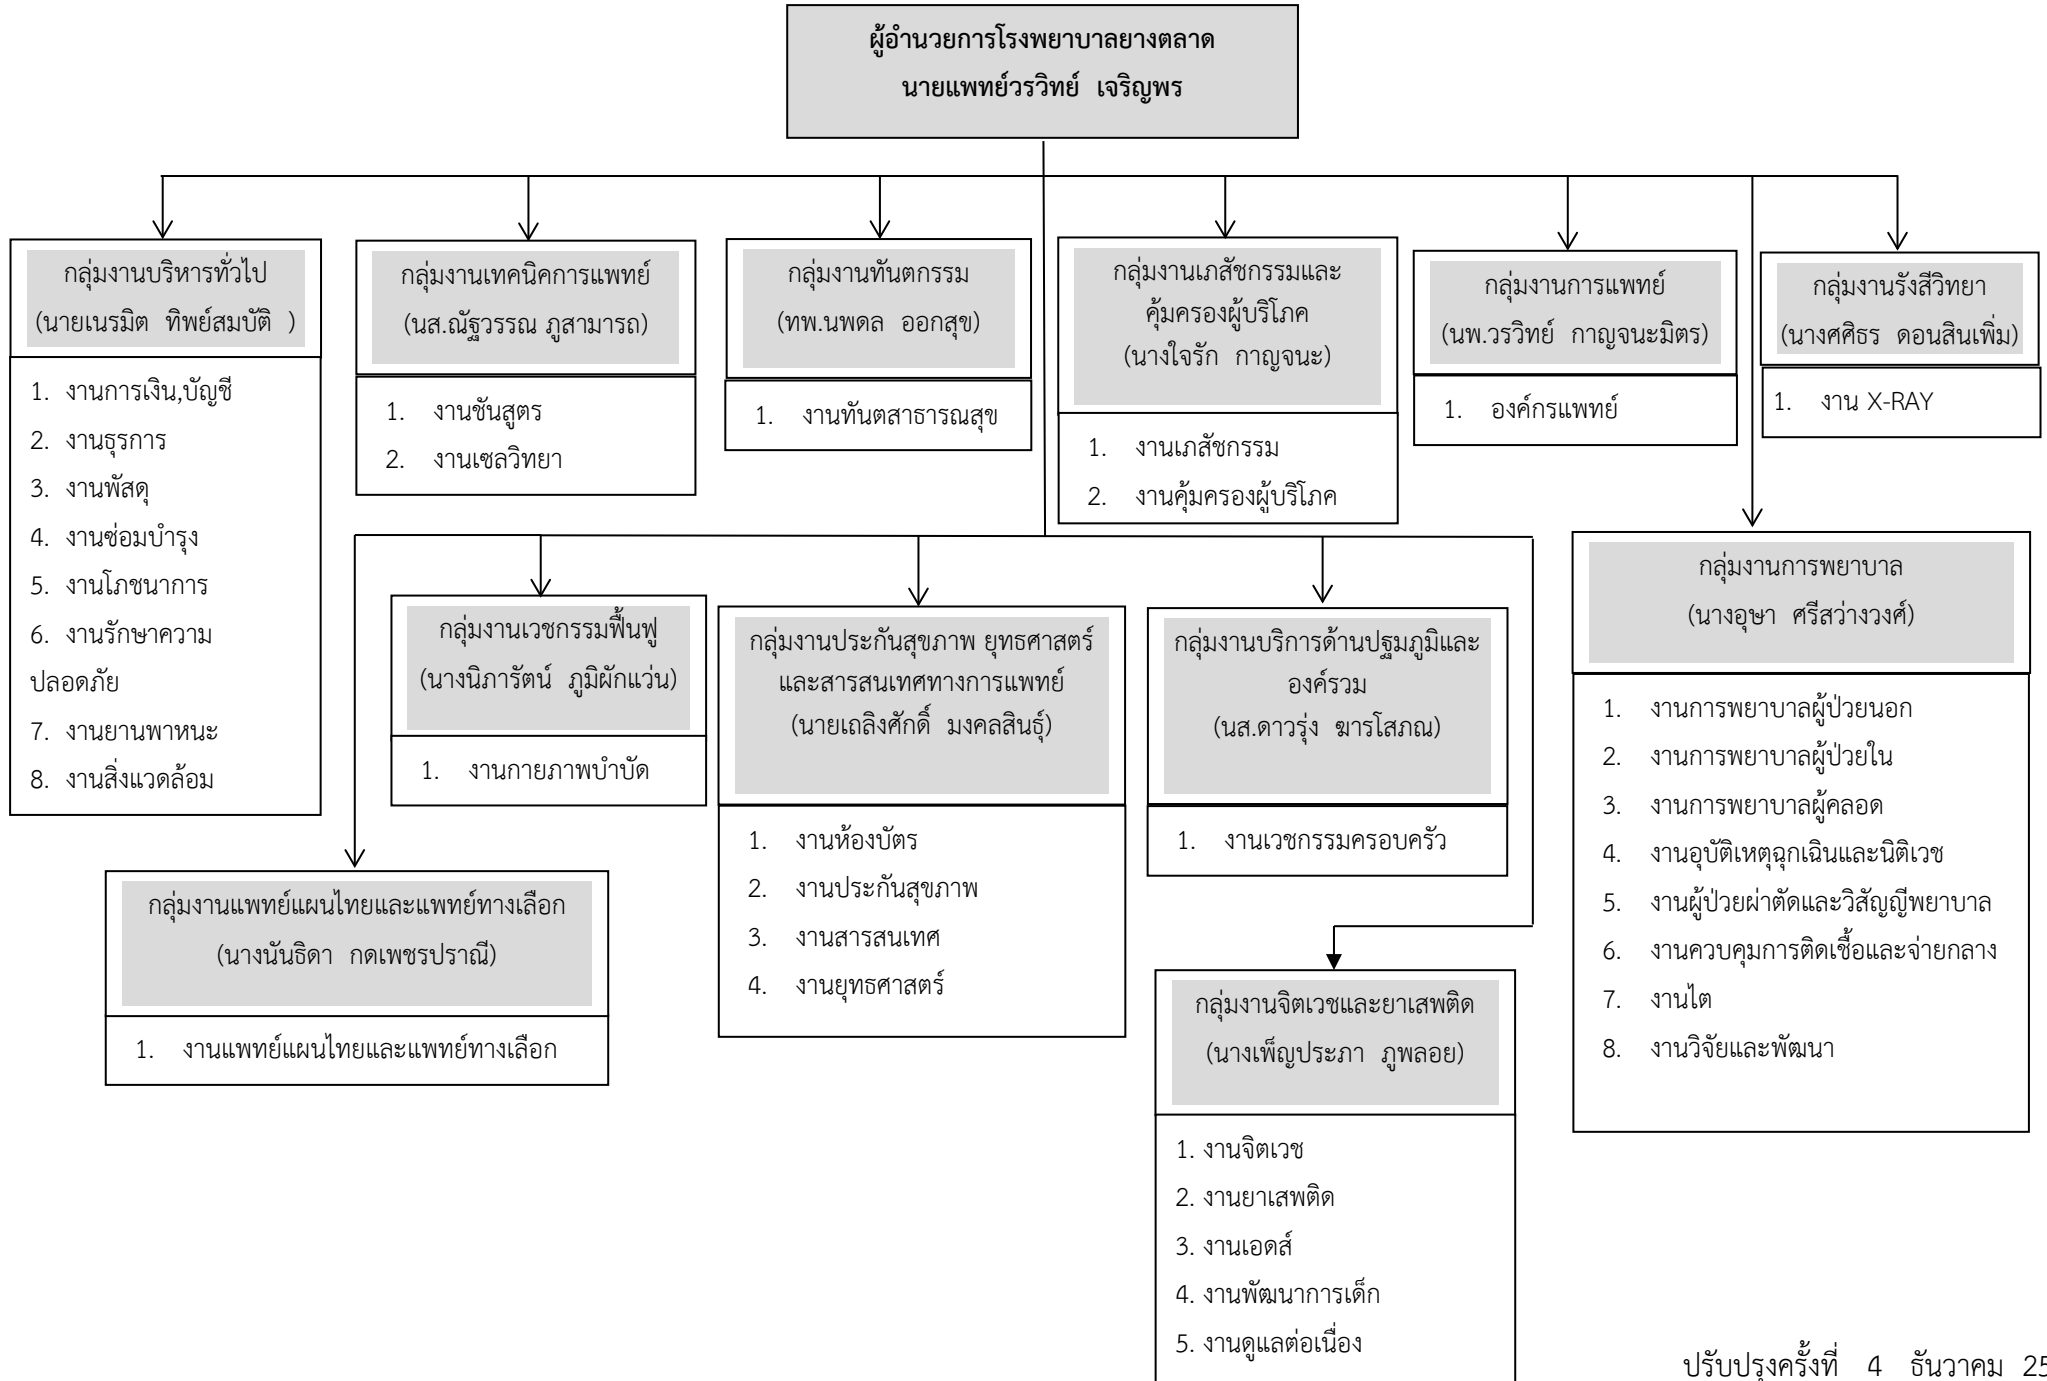 ผู้อำนวยการโรงพยาบาลยางตลาด
นายแพทย์วรวิทย์ เจริญพร
กลุ่มงานบริหารทั่วไป
(นายเนรมิต ทิพย์สมบัติ )
1. งานการเงิน,บัญชี
2. งานธุรการ
3. งานพัสดุ
4. งานซ่อมบำรุง
5. งานโภชนาการ
6. งานรักษาความ
ปลอดภัย
7. งานยานพาหนะ
8. งานสิ่งแวดล้อม
กลุ่มงานเทคนิคการแพทย์
(นส.ณัฐวรรณ ภูสามารถ)
1. งานชันสูตร
2. งานเซลวิทยา
กลุ่มงานทันตกรรม
(ทพ.นพดล ออกสุข)
1. งานทันตสาธารณสุข
กลุ่มงานเภสัชกรรมและ
คุ้มครองผู้บริโภค
(นางใจรัก กาญจนะ)
1. งานเภสัชกรรม
2. งานคุ้มครองผู้บริโภค
กลุ่มงานการแพทย์
(นพ.วรวิทย์ กาญจนะมิตร)
1. องค์กรแพทย์
กลุ่มงานรังสีวิทยา
(นางศศิธร ดอนสินเพิ่ม)
1. งาน X-RAY
กลุ่มงานเวชกรรมฟื้นฟู
(นางนิภารัตน์ ภูมิผักแว่น)
1. งานกายภาพบำบัด
กลุ่มงานประกันสุขภาพ ยุทธศาสตร์
และสารสนเทศทางการแพทย์
(นายเถลิงศักดิ์ มงคลสินธุ์)
1. งานห้องบัตร
2. งานประกันสุขภาพ
3. งานสารสนเทศ
4. งานยุทธศาสตร์
กลุ่มงานบริการด้านปฐมภูมิและ
องค์รวม
(นส.ดาวรุ่ง ฆารโสภณ)
1. งานเวชกรรมครอบครัว
กลุ่มงานการพยาบาล
(นางอุษา ศรีสว่างวงศ์)
1. งานการพยาบาลผู้ป่วยนอก
2. งานการพยาบาลผู้ป่วยใน
3. งานการพยาบาลผู้คลอด
4. งานอุบัติเหตุฉุกเฉินและนิติเวช
5. งานผู้ป่วยผ่าตัดและวิสัญญีพยาบาล
6. งานควบคุมการติดเชื้อและจ่ายกลาง
7. งานไต
8. งานวิจัยและพัฒนา
กลุ่มงานแพทย์แผนไทยและแพทย์ทางเลือก
(นางนันธิดา กดเพชรปราณี)
1. งานแพทย์แผนไทยและแพทย์ทางเลือก
กลุ่มงานจิตเวชและยาเสพติด
(นางเพ็ญประภา ภูพลอย)
1. งานจิตเวช
2. งานยาเสพติด
3. งานเอดส์
4. งานพัฒนาการเด็ก
5. งานดูแลต่อเนื่อง
ปรับปรุงครั้งที่ 4 ธันวาคม 25